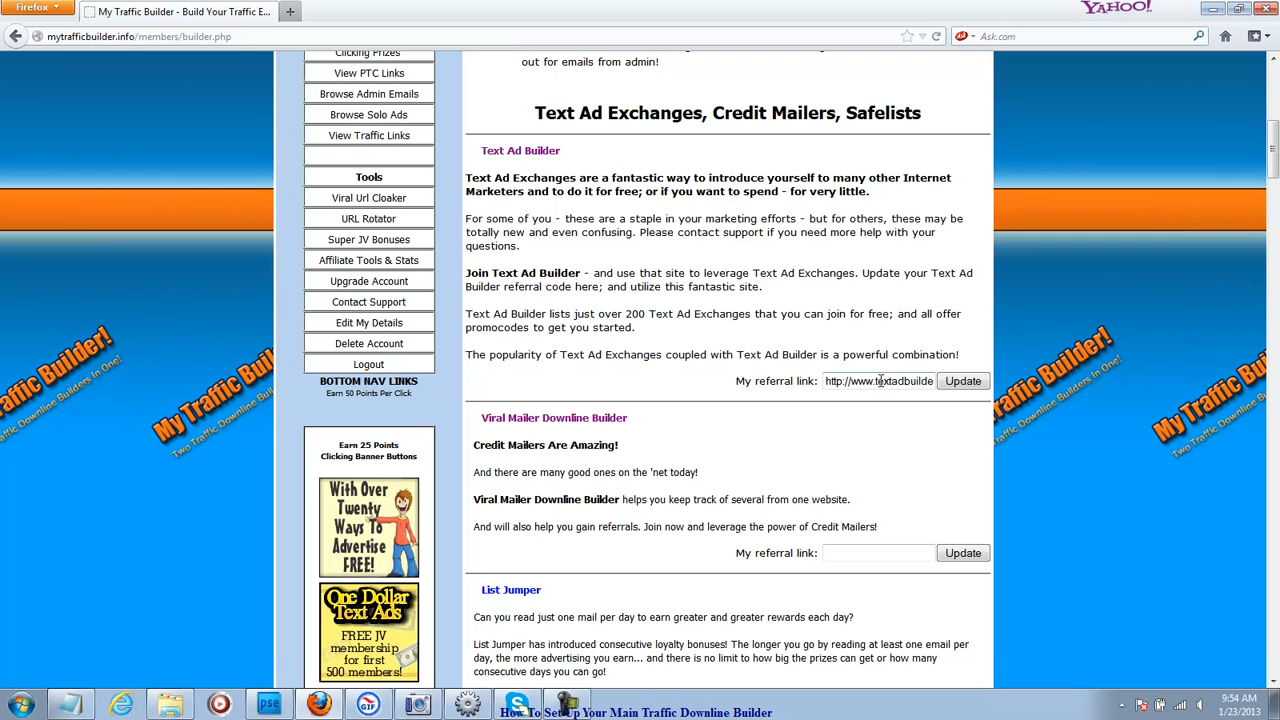 Firefox
My Traffic Builder - Build Your Traffic E...
YAHOO!
mytrafficbuilder.info/members/builder.php
Ask.com
Clicking Prizes
View PTC Links
Browse Admin Emails
Browse Solo Ads
View Traffic Links
Tools
Viral Url Cloaker
URL Rotator
Super JV Bonuses
Affiliate Tools & Stats
Upgrade Account
Contact Support
Edit My Details
Delete Account
Logout
BOTTOM NAV LINKS
Earn 50 Points Per Click
Earn 25 Points
Clicking Banner Buttons
With Over
Twenty
Ways To
Advertise
FREE!
One Dollar
Text Ads
FREE JV
membership
for first
500 members!
out for emails from admin!
Text Ad Exchanges, Credit Mailers, Safelists
Text Ad Builder
Text Ad Exchanges are a fantastic way to introduce yourself to many other Internet
Marketers and to do it for free; or if you want to spend - for very little.
For some of you - these are a staple in your marketing efforts - but for others, these may be
totally new and even confusing. Please contact support if you need more help with your
questions.
Join Text Ad Builder - and use that site to leverage Text Ad Exchanges. Update your Text Ad
Builder referral code here; and utilize this fantastic site.
Text Ad Builder lists just over 200 Text Ad Exchanges that you can join for free; and all offer
promocodes to get you started.
The popularity of Text Ad Exchanges coupled with Text Ad Builder is a powerful combination!
My referral link: http://www.textadbuilde Update
Viral Mailer Downline Builder
Credit Mailers Are Amazing!
And there are many good ones on the 'net today!
Viral Mailer Downline Builder helps you keep track of several from one website.
And will also help you gain referrals. Join now and leverage the power of Credit Mailers!
My referral link: Update
List Jumper
Can you read just one mail per day to earn greater and greater rewards each day?
List Jumper has introduced consecutive loyalty bonuses! The longer you go by reading at least one email per
day, the more advertising you earn... and there is no limit to how big the prizes can get or how many
consecutive days you can go!
My Traffic Builder!
Two Traffic Downline Builders In One!
My Traffic Builder!
Two Traffic Downline Builders In One!
pse
GIF
How To Set Up Your Main Traffic Downline Builder
9:54 AM
1/23/2013